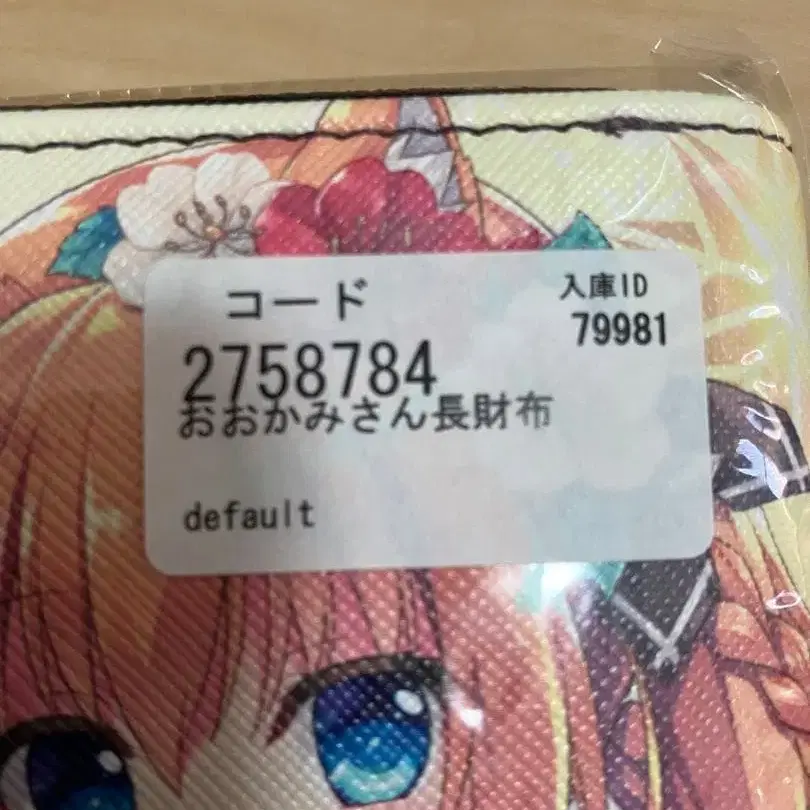 コード
入庫ID
79981
2758784
おおかみさん長財布
default